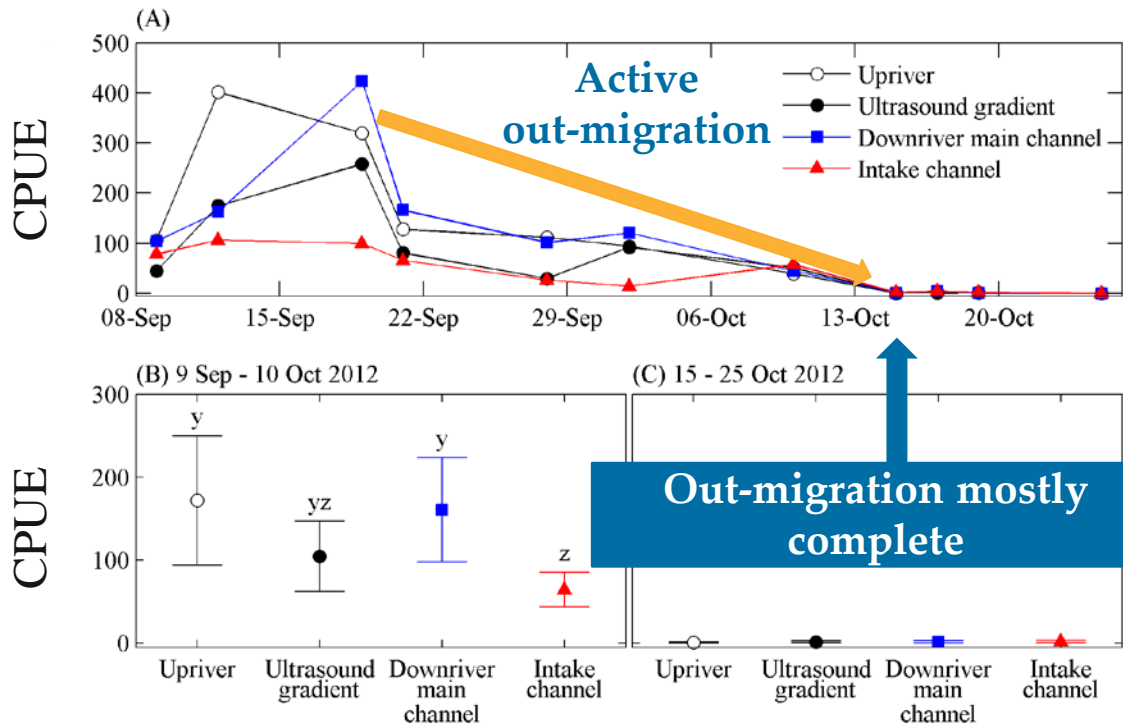 (A)
CPUE
500
400
300
200
100
0
Active
out-migration
Upriver
Ultrasound gradient
Downriver main channel
Intake channel
08-Sep 15-Sep 22-Sep 29-Sep 06-Oct 13-Oct 20-Oct
(B) 9 Sep - 10 Oct 2012
CPUE
300
200
100
0
y
yz
y
z
Upriver Ultrasound gradient Downriver main channel Intake channel
(C) 15 - 25 Oct 2012
Out-migration mostly
complete
Upriver Ultrasound gradient Downriver main channel Intake channel